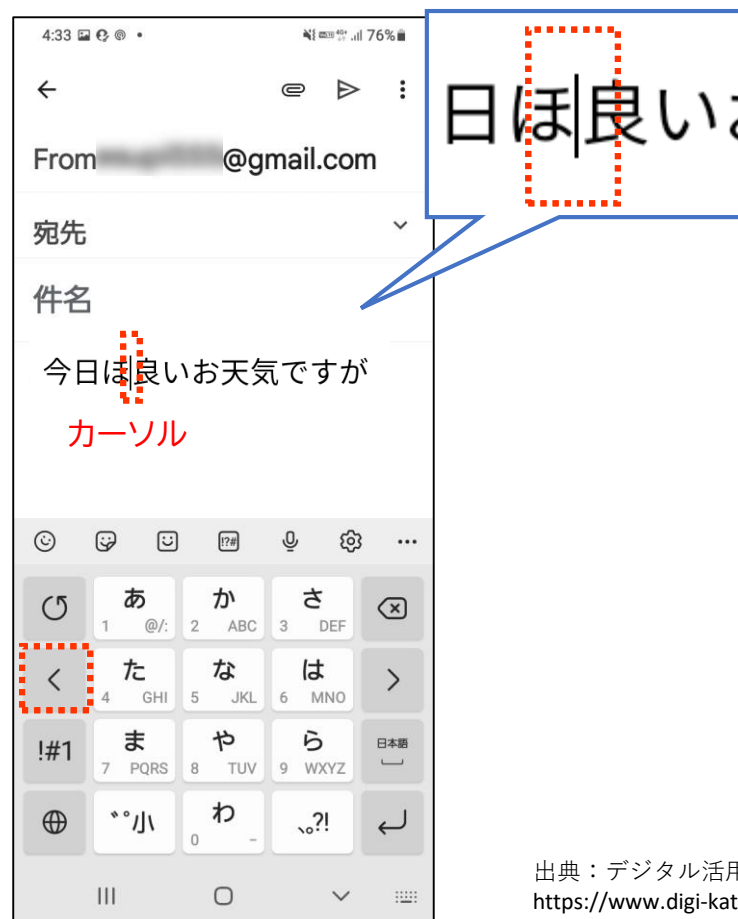 4:33
76%
日ほ良いお
From @gmail.com
宛先
件名
今日ほ良いお天気ですが
カーソル
!?#
あ 1 @/:
か 2 ABC
さ 3 DEF
<
た 4 GHI
な 5 JKL
は 6 MNO
>
!#1
ま 7 PQRS
や 8 TUV
ら 9 WXYZ
日本語
゛゜小
わ 0 -
、。?!
出典：デジタル活用
https://www.digi-kat